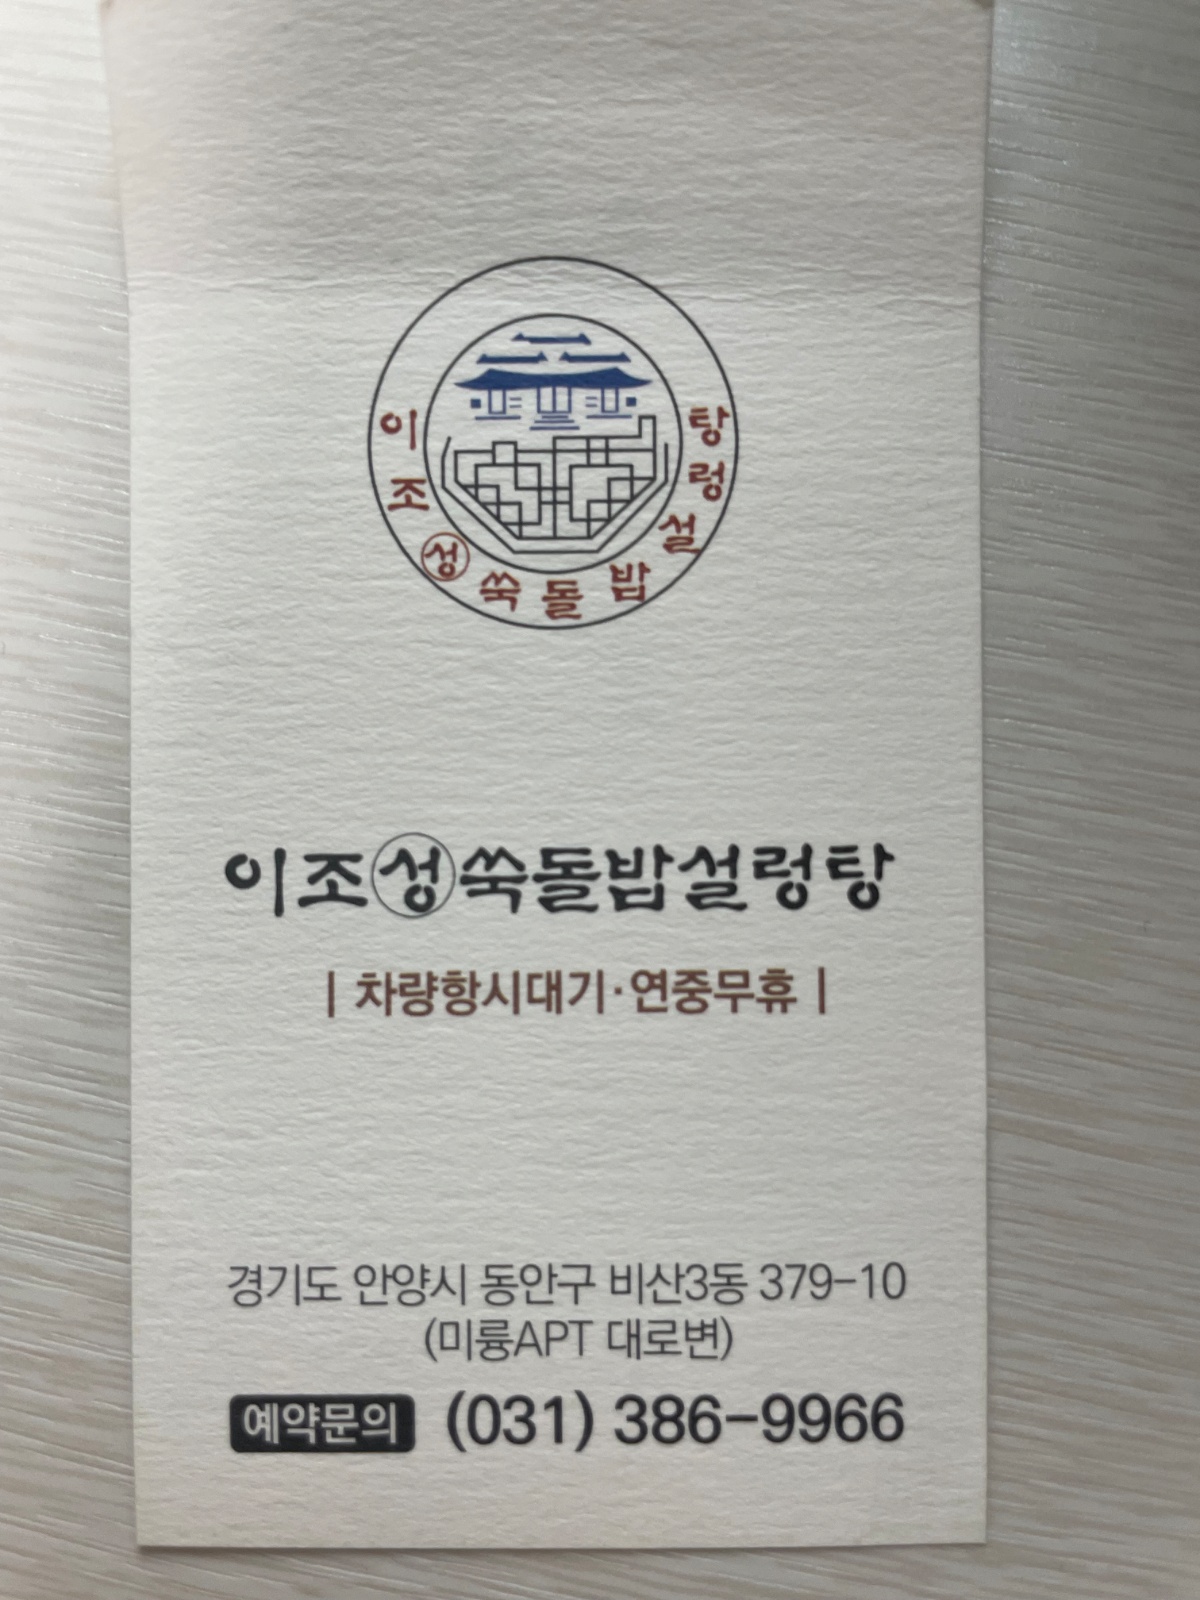 이조성쑥돌밥설렁탕
이조성쑥돌밥설렁탕
| 차량항시대기·연중무휴 |
경기도 안양시 동안구 비산3동 379-10
(미륭APT 대로변)
예약문의 (031) 386-9966